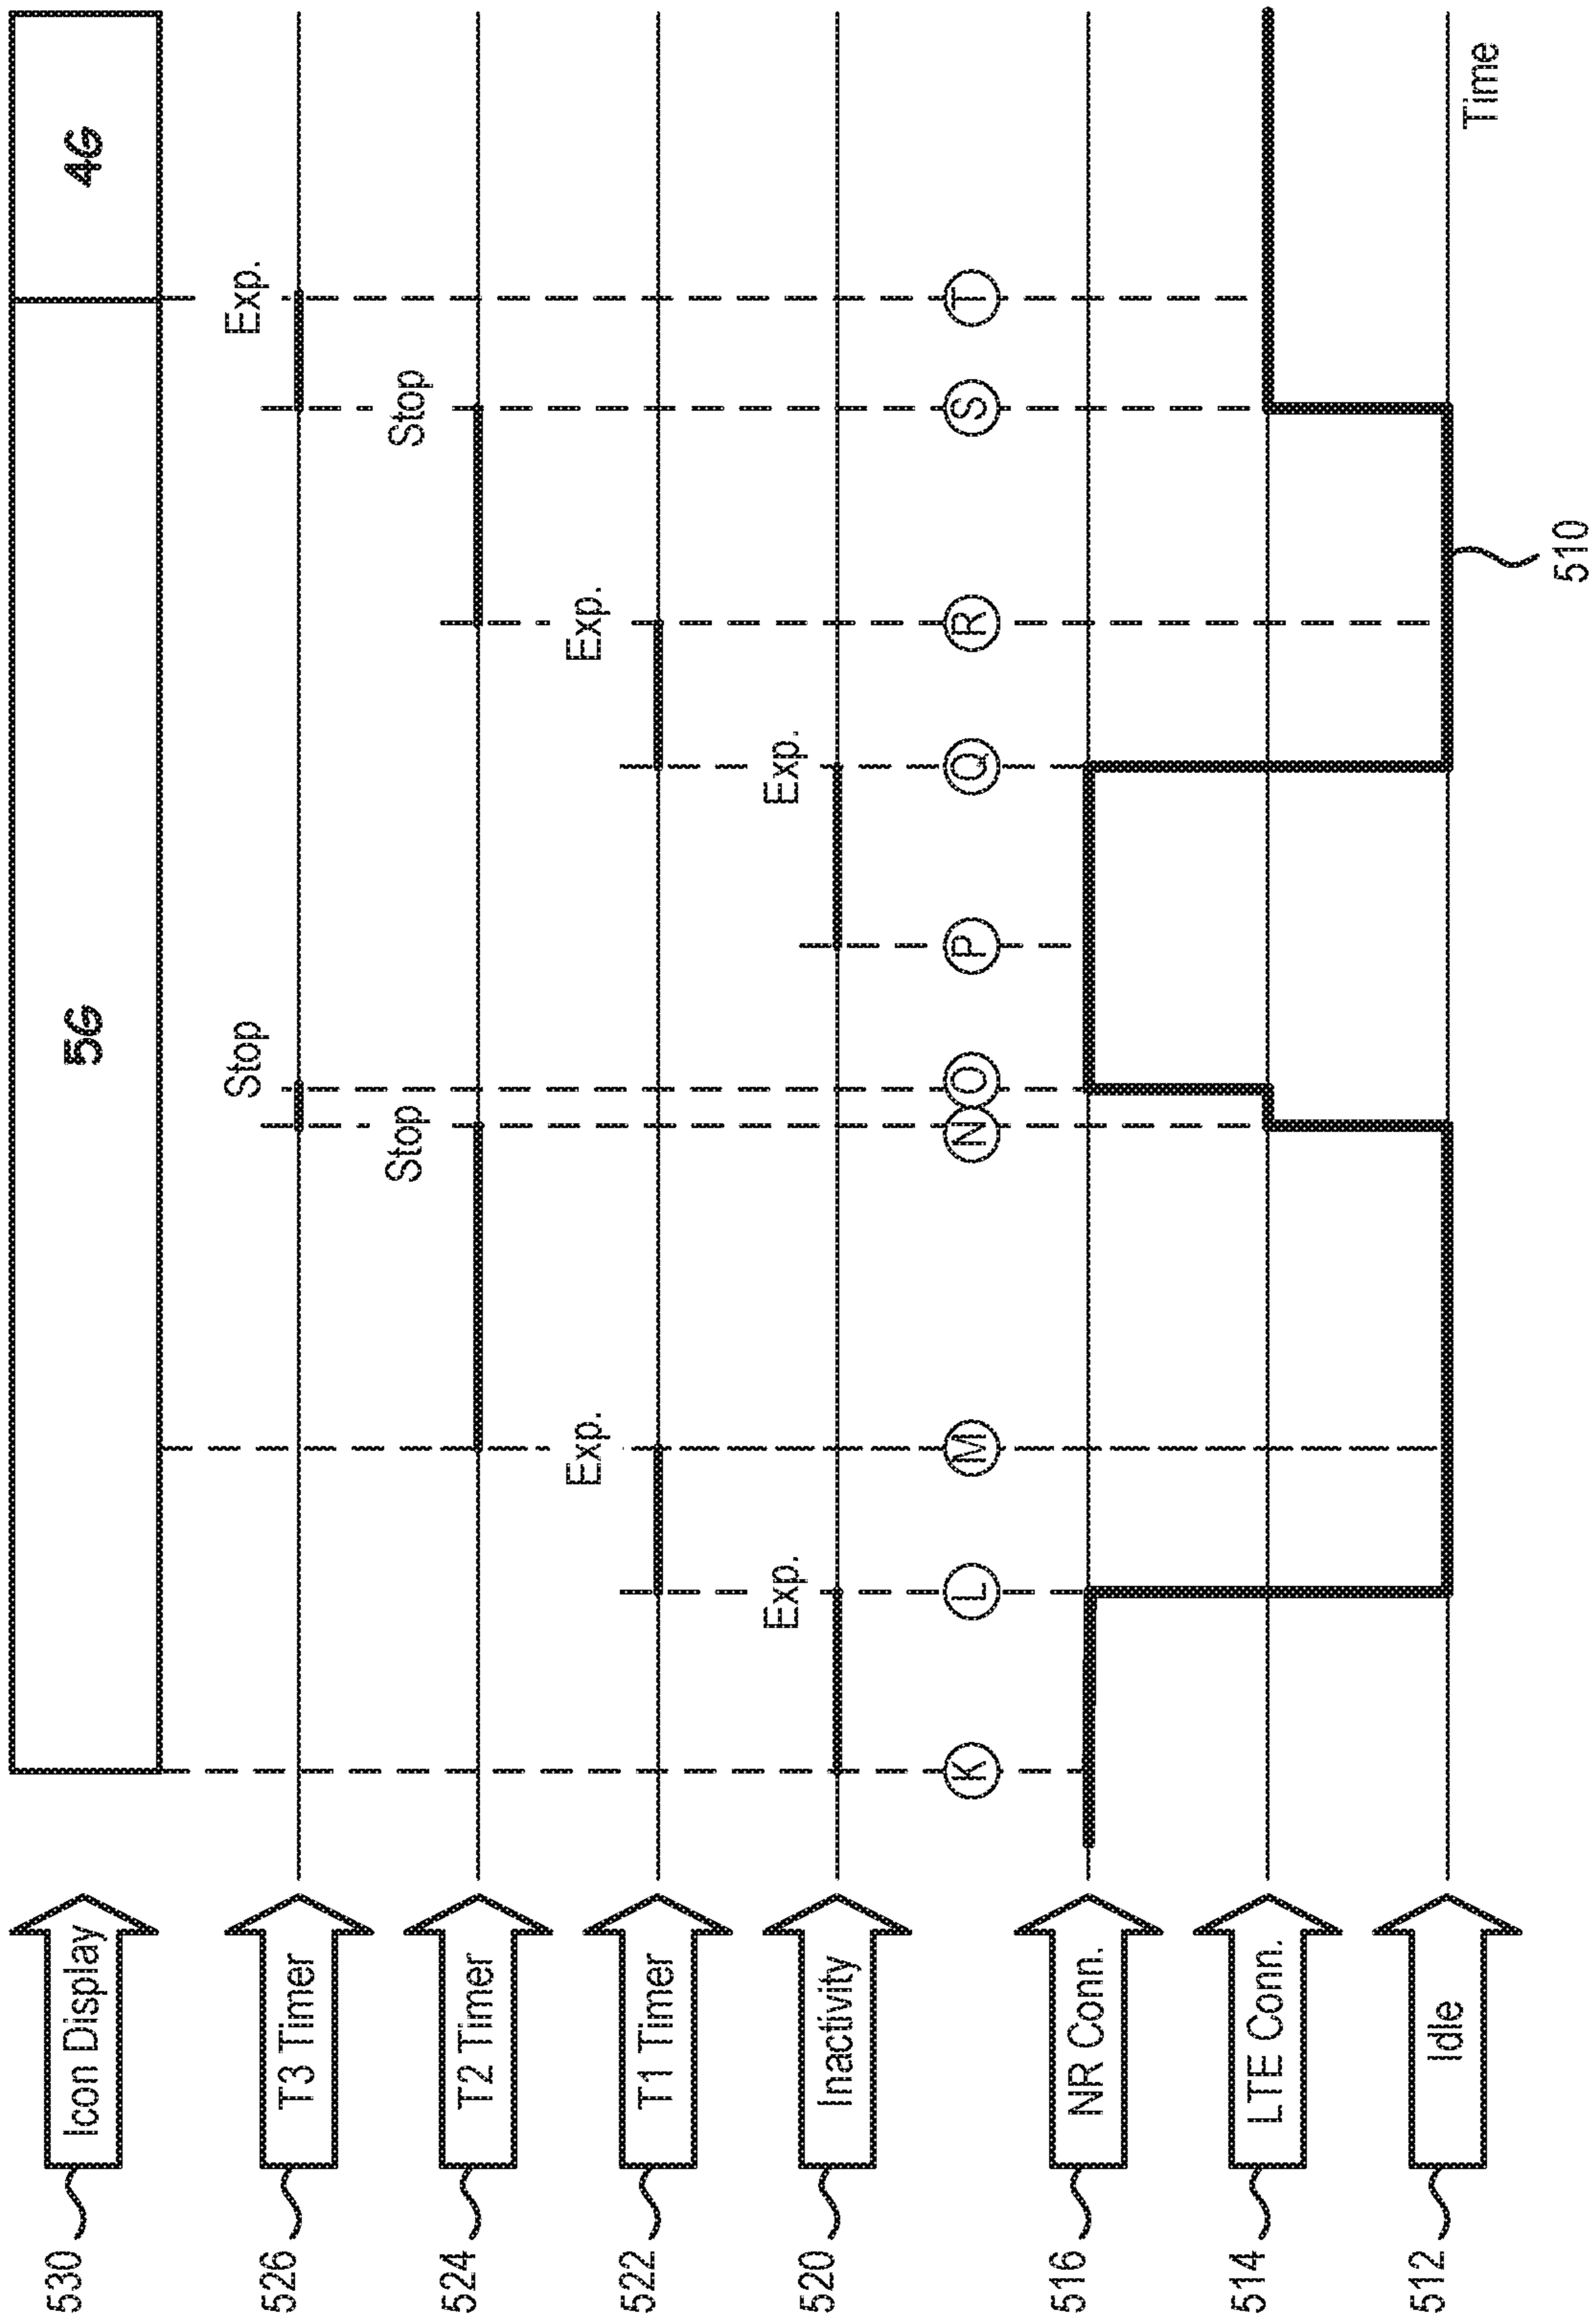 530 Icon Display 5G 4G
526 T3 Timer Stop Exp.
524 T2 Timer Stop Stop
522 T1 Timer Exp. Exp.
520 Inactivity Exp. Exp.
K L M N O P Q R S T
516 NR Conn.
514 LTE Conn.
512 Idle
Time
510